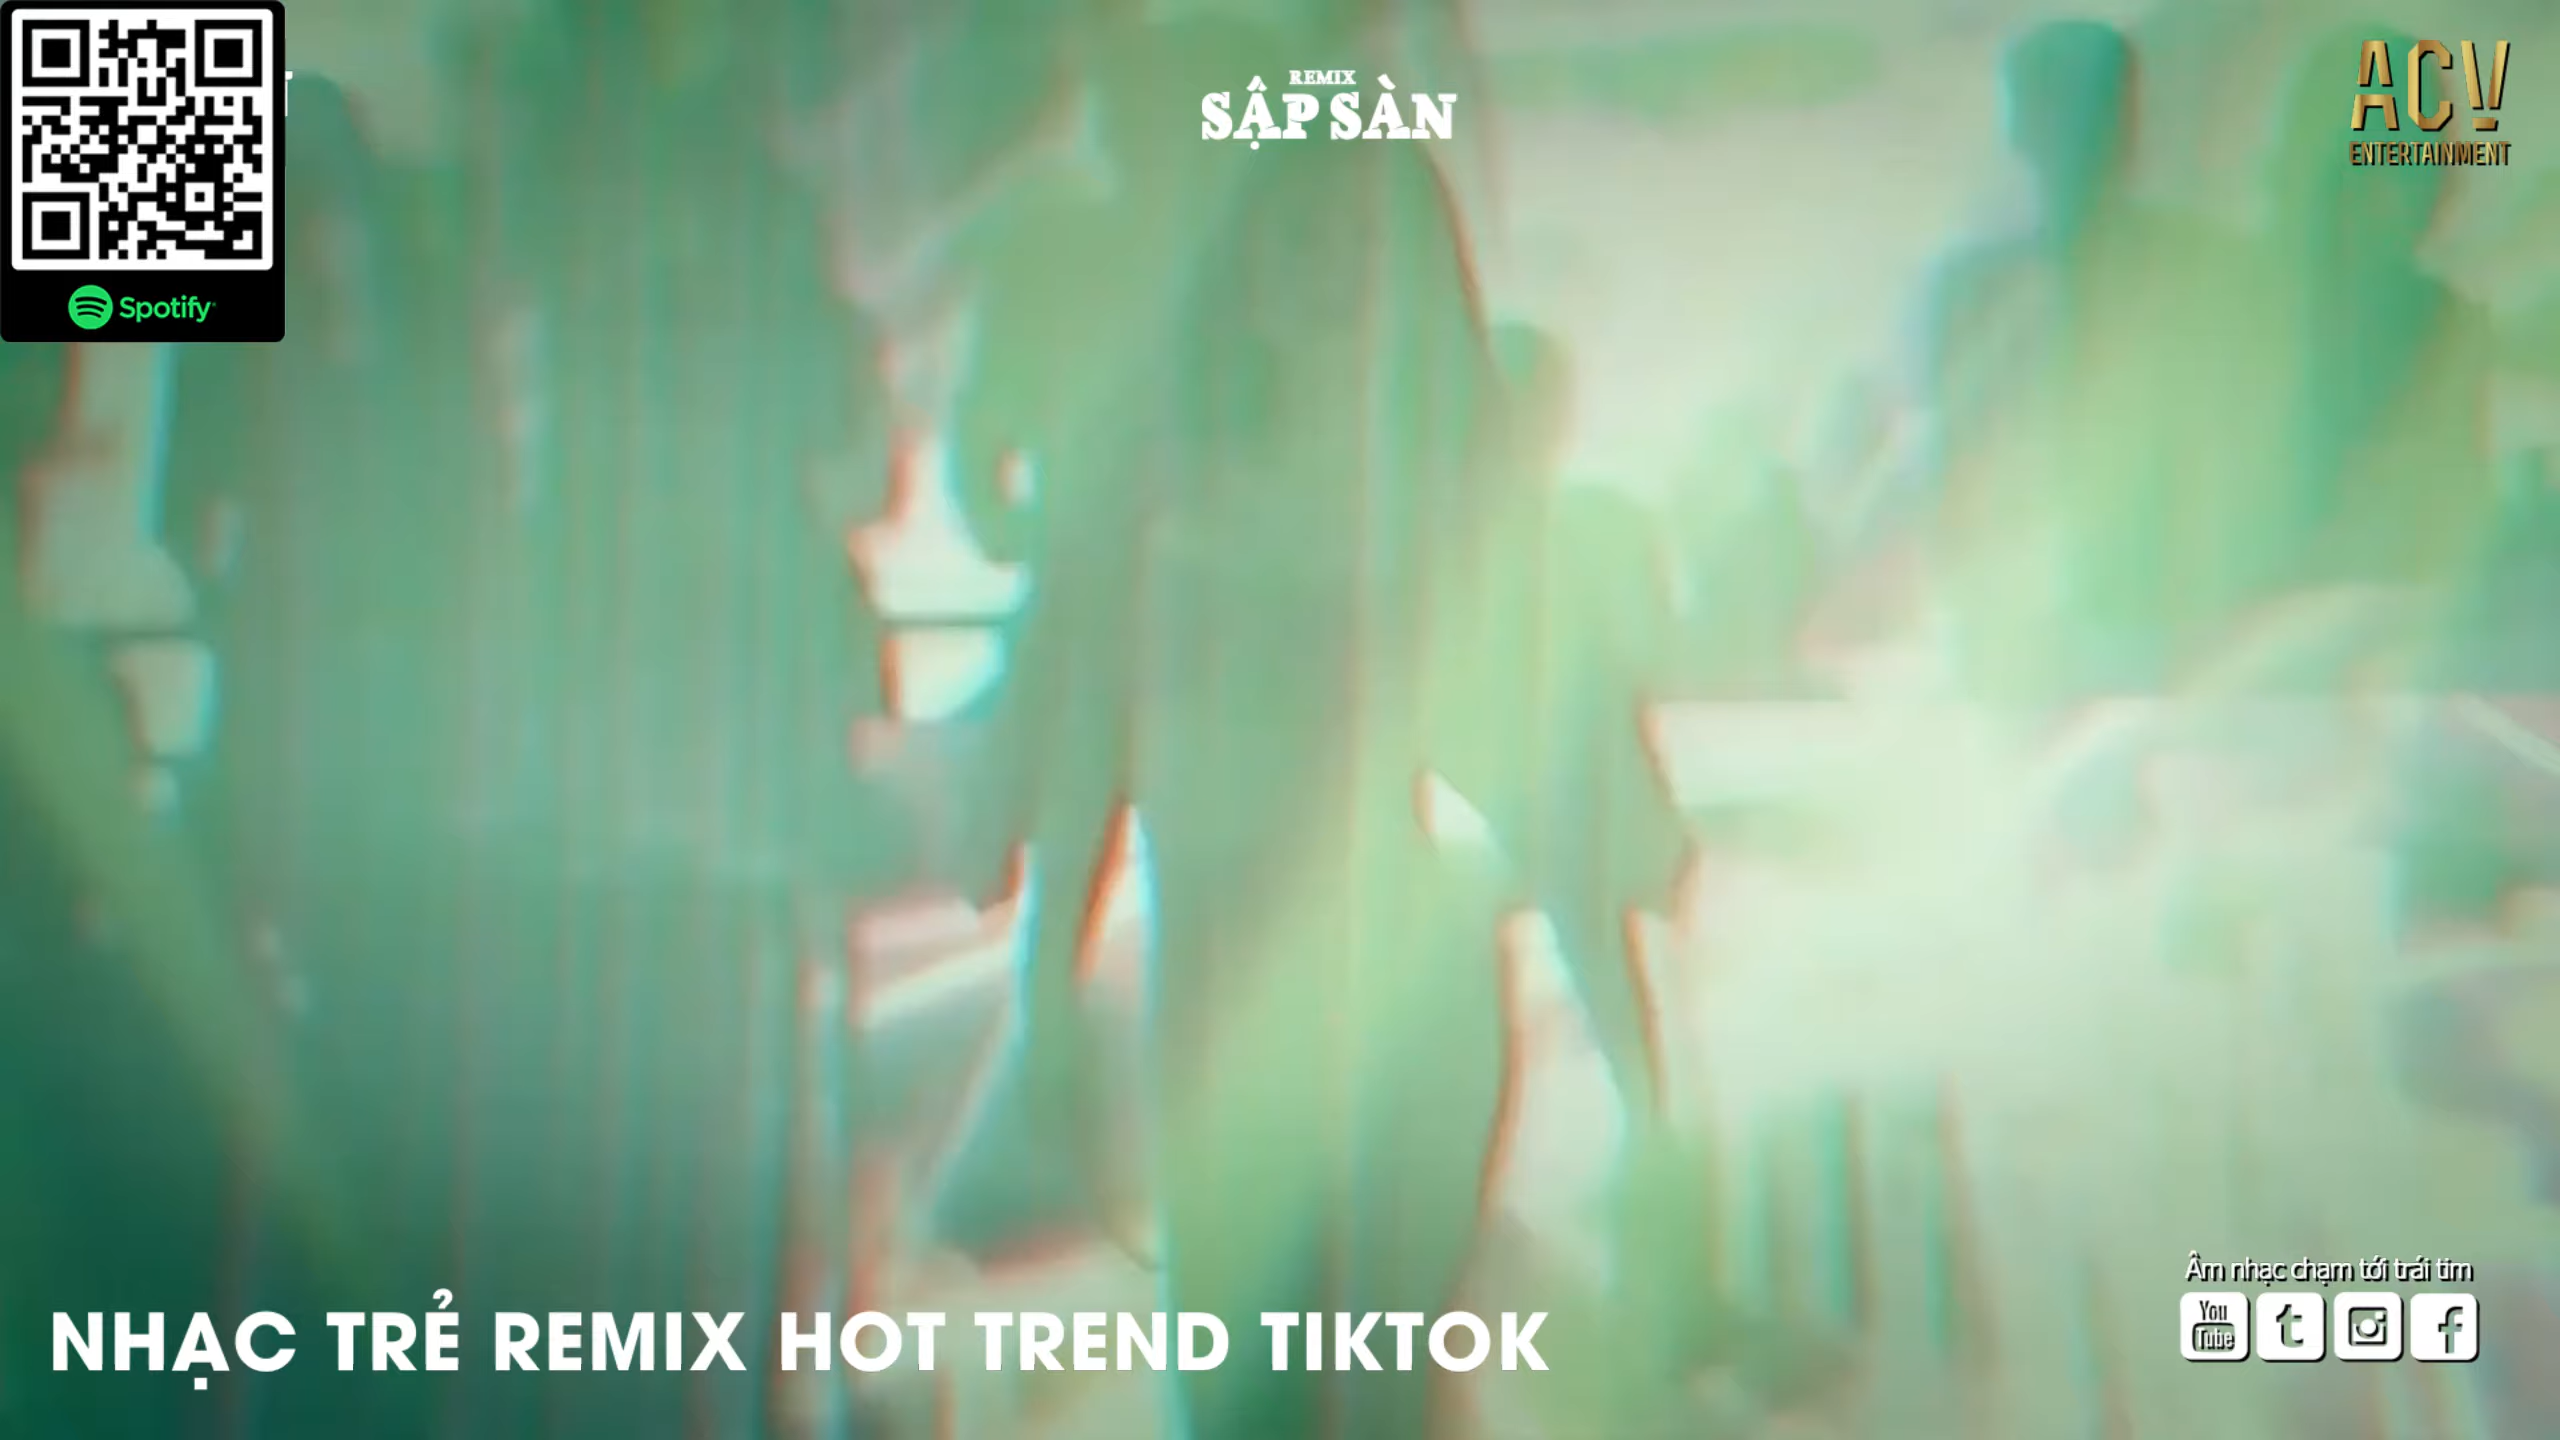 REMIX
SẬP SÀN
ACV
ENTERTAINMENT
Spotify
Âm nhạc chạm tới trái tim
You
Tube
NHẠC TRẺ REMIX HOT TREND TIKTOK